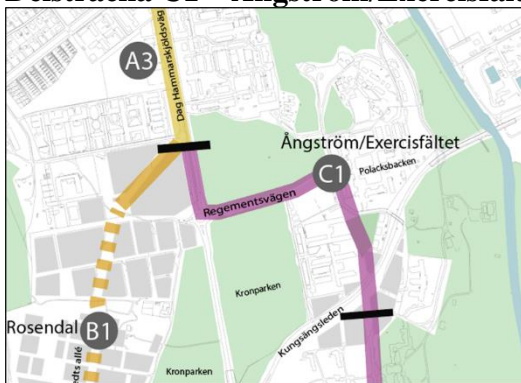 A3
Dag Hammarskjölds väg
Ångström/Exercisfältet
C1
Polacksbacken
Regementsvägen
Kronparken
Kungsängsleden
Rosendal
B1
Kronparken